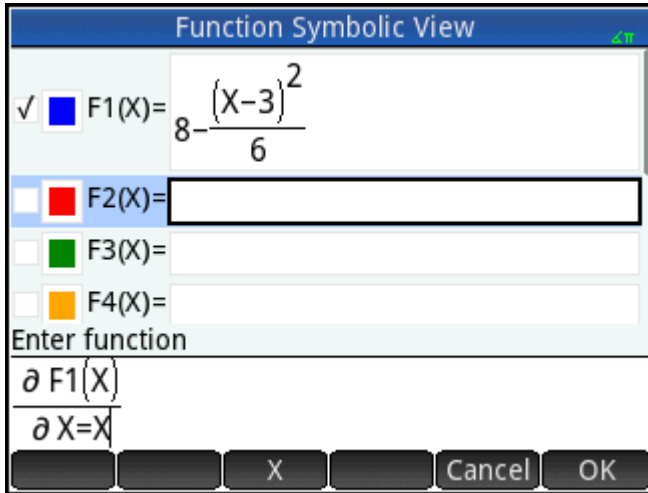 Function Symbolic View
∡π
√ F1(X)= 8-(X-3)²/6
F2(X)=
F3(X)=
F4(X)=
Enter function
∂ F1(X)
∂ X=X
X Cancel OK